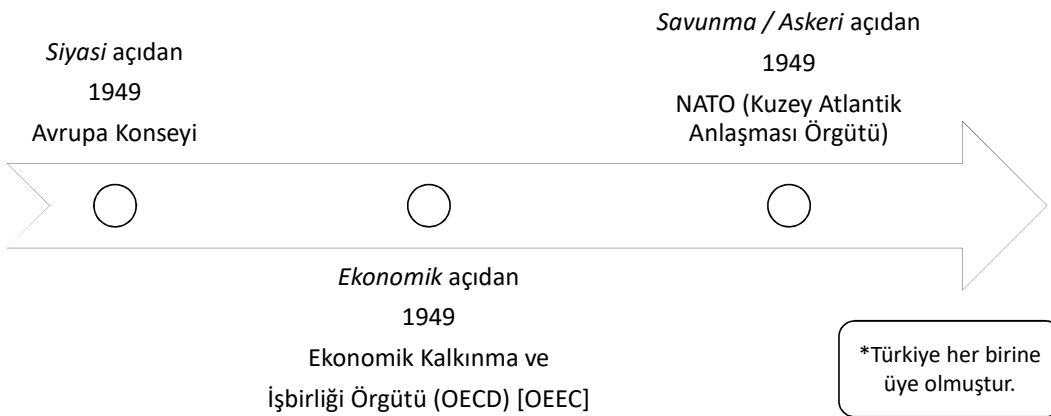 Siyasi açıdan
1949
Avrupa Konseyi
Ekonomik açıdan
1949
Ekonomik Kalkınma ve
İşbirliği Örgütü (OECD) [OEEC]
Savunma / Askeri açıdan
1949
NATO (Kuzey Atlantik
Anlaşması Örgütü)
*Türkiye her birine
üye olmuştur.